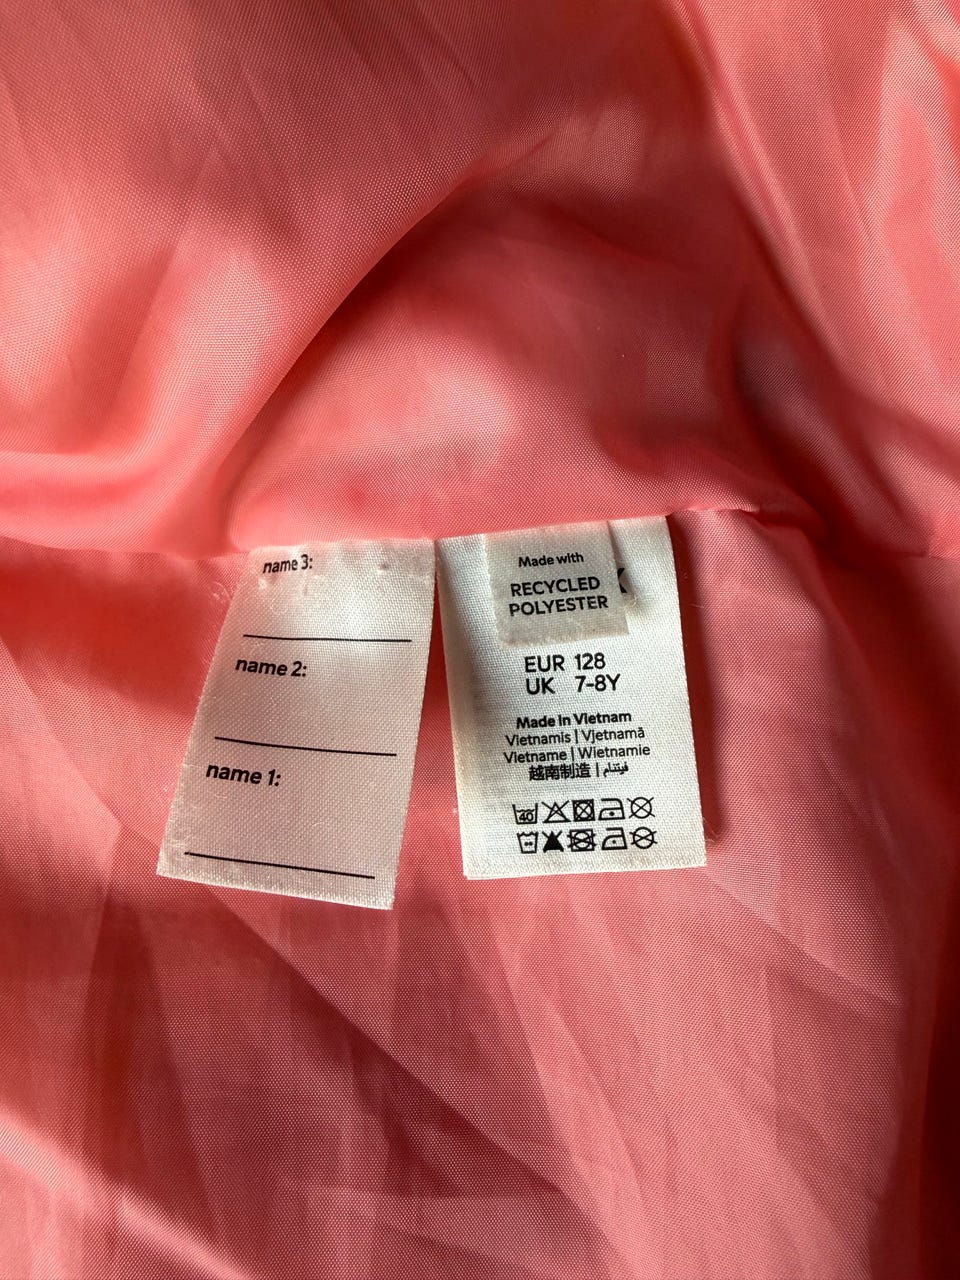 name 3:
name 2:
name 1:
Made with
RECYCLED
POLYESTER
EUR 128
UK 7-8Y
Made in Vietnam
Vietnamis | Vjetnamā
Vietname | Wietnamie
越南制造 | فيتنام
40